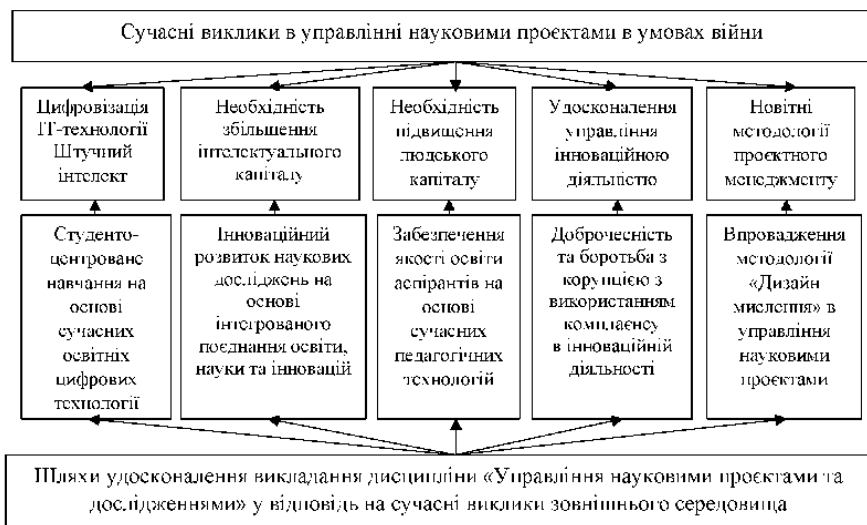 Сучасні виклики в управлінні науковими проєктами в умовах війни
Цифровізація
ІТ-технології
Штучний
інтелект
Необхідність
збільшення
інтелектуального
капіталу
Необхідність
підвищення
людського
капіталу
Удосконалення
управління
інноваційною
діяльністю
Новітні
методології
проєктного
менеджменту
Студенто-
центроване
навчання на
основі
сучасних
освітніх
цифрових
технології
Інноваційний
розвиток наукових
досліджень на
основі
інтегрованого
поєднання освіти,
науки та інновацій
Забезпечення
якості освіти
аспірантів на
основі
сучасних
педагогічних
технологій
Доброчесність
та боротьба з
корупцією з
використанням
комплаєнсу
в інноваційній
діяльності
Впровадження
методології
«Дизайн
мислення» в
управління
науковими
проєктами
Шляхи удосконалення викладання дисципліни «Управління науковими проєктами та
дослідженнями» у відповідь на сучасні виклики зовнішнього середовища